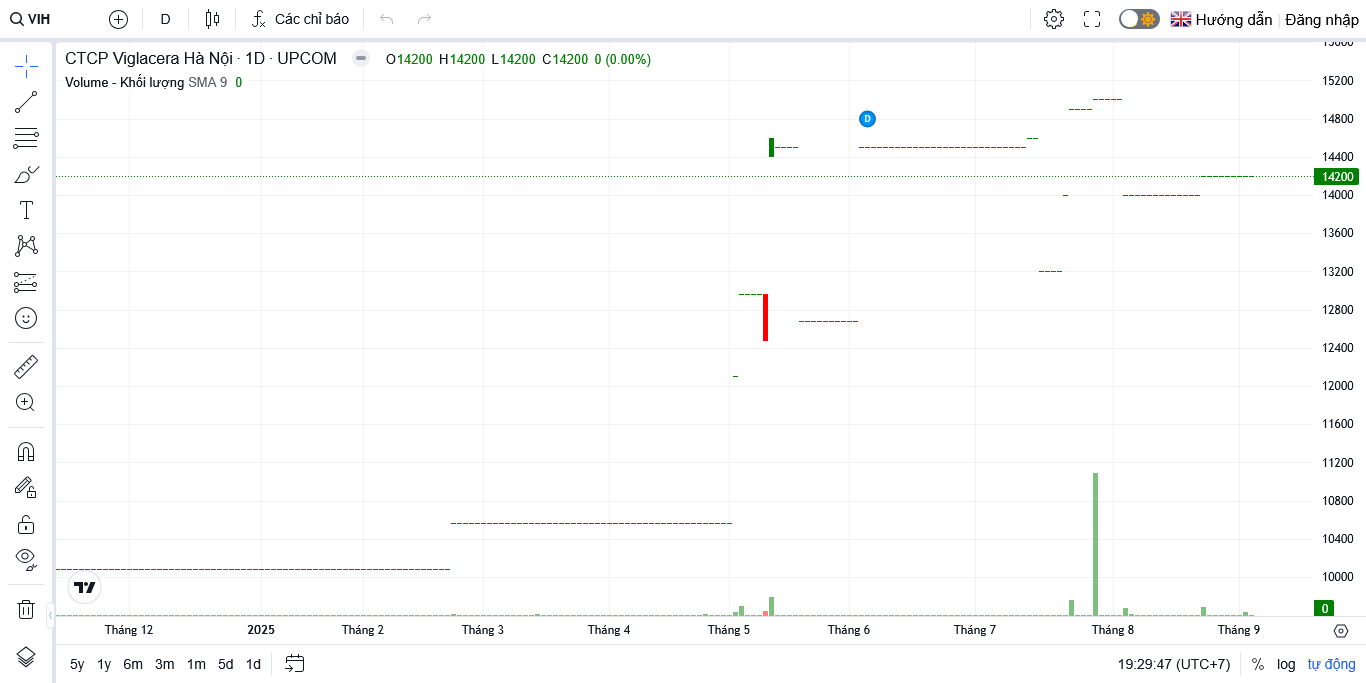 VIH D Các chỉ báo Hướng dẫn Đăng nhập
CTCP Viglacera Hà Nội · 1D · UPCOM O14200 H14200 L14200 C14200 0 (0.00%)
Volume - Khối lượng SMA 9 0
D
15600
15200
14800
14400
14200
14000
13600
13200
12800
12400
12000
11600
11200
10800
10400
10000
0
Tháng 12 2025 Tháng 2 Tháng 3 Tháng 4 Tháng 5 Tháng 6 Tháng 7 Tháng 8 Tháng 9
5y 1y 6m 3m 1m 5d 1d 19:29:47 (UTC+7) % log tự động